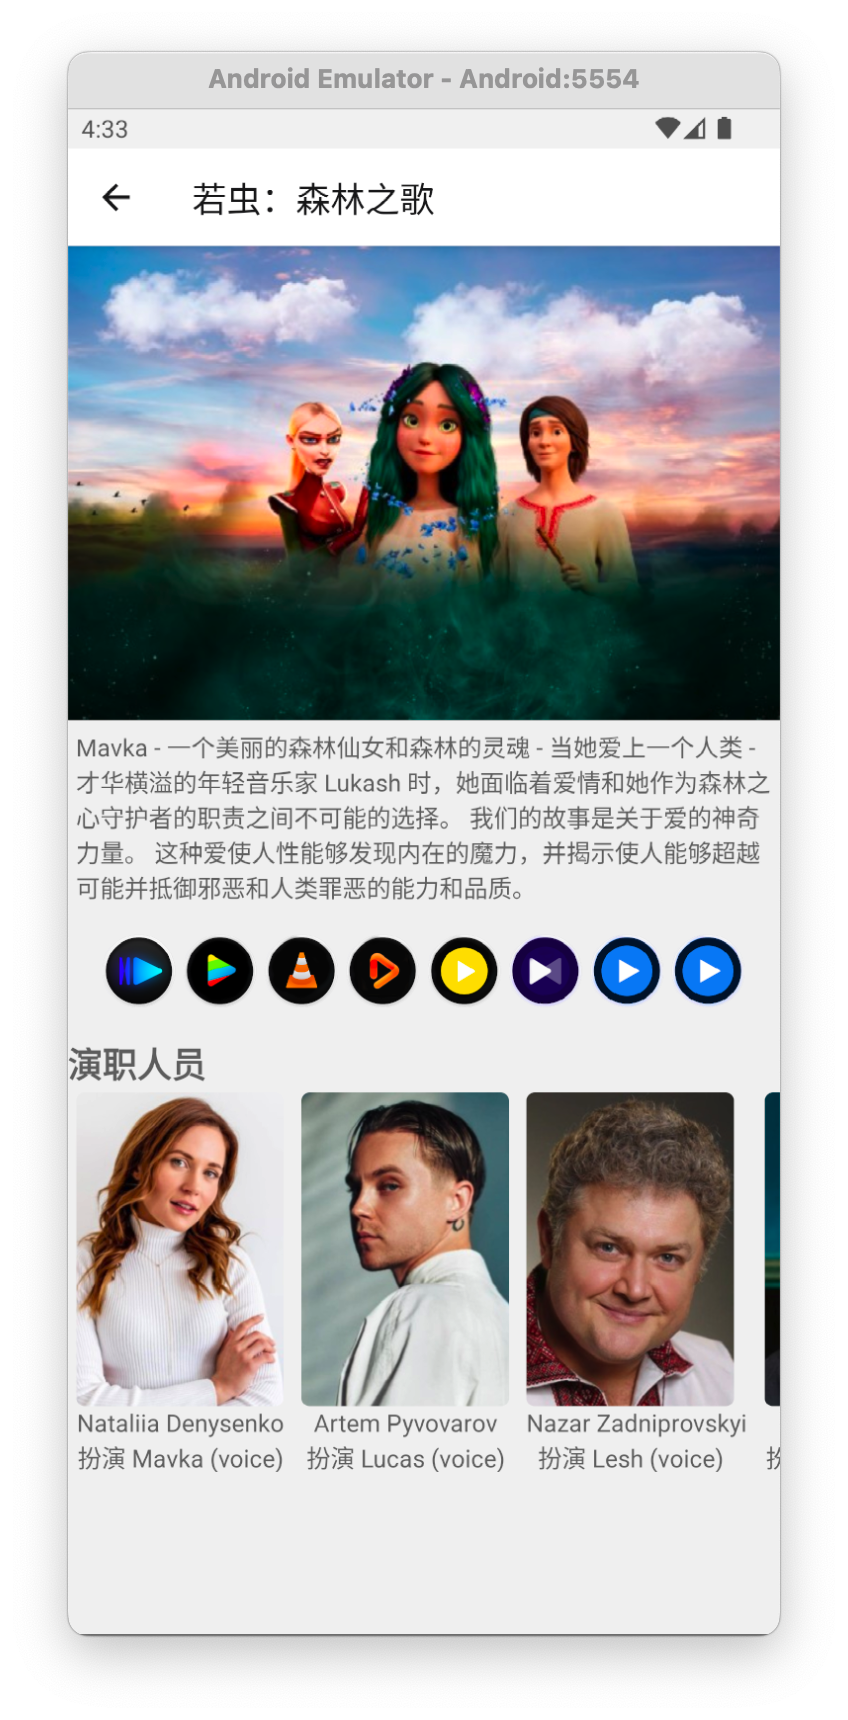 Android Emulator - Android:5554
4:33
若虫：森林之歌
Mavka - 一个美丽的森林仙女和森林的灵魂 - 当她爱上一个人类 -
才华横溢的年轻音乐家 Lukash 时，她面临着爱情和她作为森林之
心守护者的职责之间不可能的选择。 我们的故事是关于爱的神奇
力量。 这种爱使人性能够发现内在的魔力，并揭示使人能够超越
可能并抵御邪恶和人类罪恶的能力和品质。
演职人员
Nataliia Denysenko
扮演 Mavka (voice)
Artem Pyvovarov
扮演 Lucas (voice)
Nazar Zadniprovskyi
扮演 Lesh (voice)